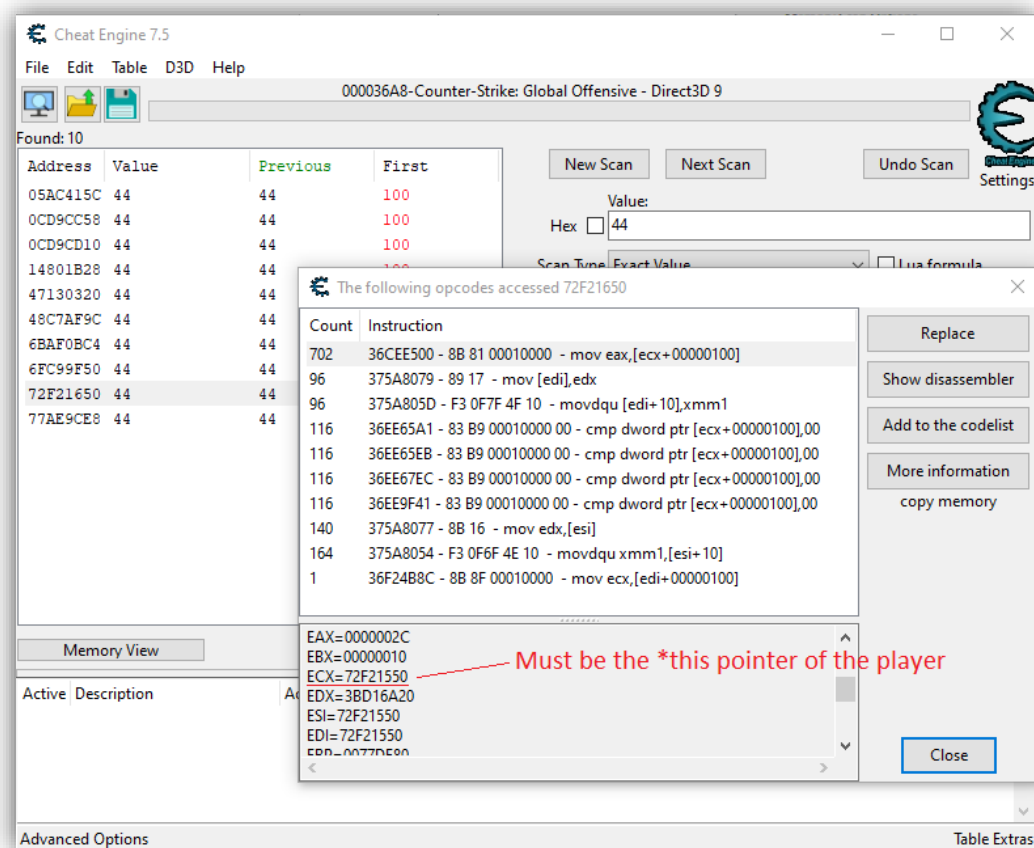 Cheat Engine 7.5
File Edit Table D3D Help
000036A8-Counter-Strike: Global Offensive - Direct3D 9
Found: 10
Address Value Previous First
05AC415C 44 44 100
0CD9CC58 44 44 100
0CD9CD10 44 44 100
14801B28 44 44 100
47130320 44 44
48C7AF9C 44 44
6BAF0BC4 44 44
6FC99F50 44 44
72F21650 44 44
77AE9CE8 44 44
New Scan Next Scan Undo Scan
Cheat Engine
Settings
Value:
Hex 44
Scan Type Exact Value Lua formula
The following opcodes accessed 72F21650
Count Instruction
702 36CEE500 - 8B 81 00010000 - mov eax,[ecx+00000100]
96 375A8079 - 89 17 - mov [edi],edx
96 375A805D - F3 0F7F 4F 10 - movdqu [edi+10],xmm1
116 36EE65A1 - 83 B9 00010000 00 - cmp dword ptr [ecx+00000100],00
116 36EE65EB - 83 B9 00010000 00 - cmp dword ptr [ecx+00000100],00
116 36EE67EC - 83 B9 00010000 00 - cmp dword ptr [ecx+00000100],00
116 36EE9F41 - 83 B9 00010000 00 - cmp dword ptr [ecx+00000100],00
140 375A8077 - 8B 16 - mov edx,[esi]
164 375A8054 - F3 0F6F 4E 10 - movdqu xmm1,[esi+10]
1 36F24B8C - 8B 8F 00010000 - mov ecx,[edi+00000100]
Replace
Show disassembler
Add to the codelist
More information
copy memory
EAX=0000002C
EBX=00000010
ECX=72F21550
EDX=3BD16A20
ESI=72F21550
EDI=72F21550
Must be the *this pointer of the player
Close
Memory View
Active Description
Advanced Options
Table Extras